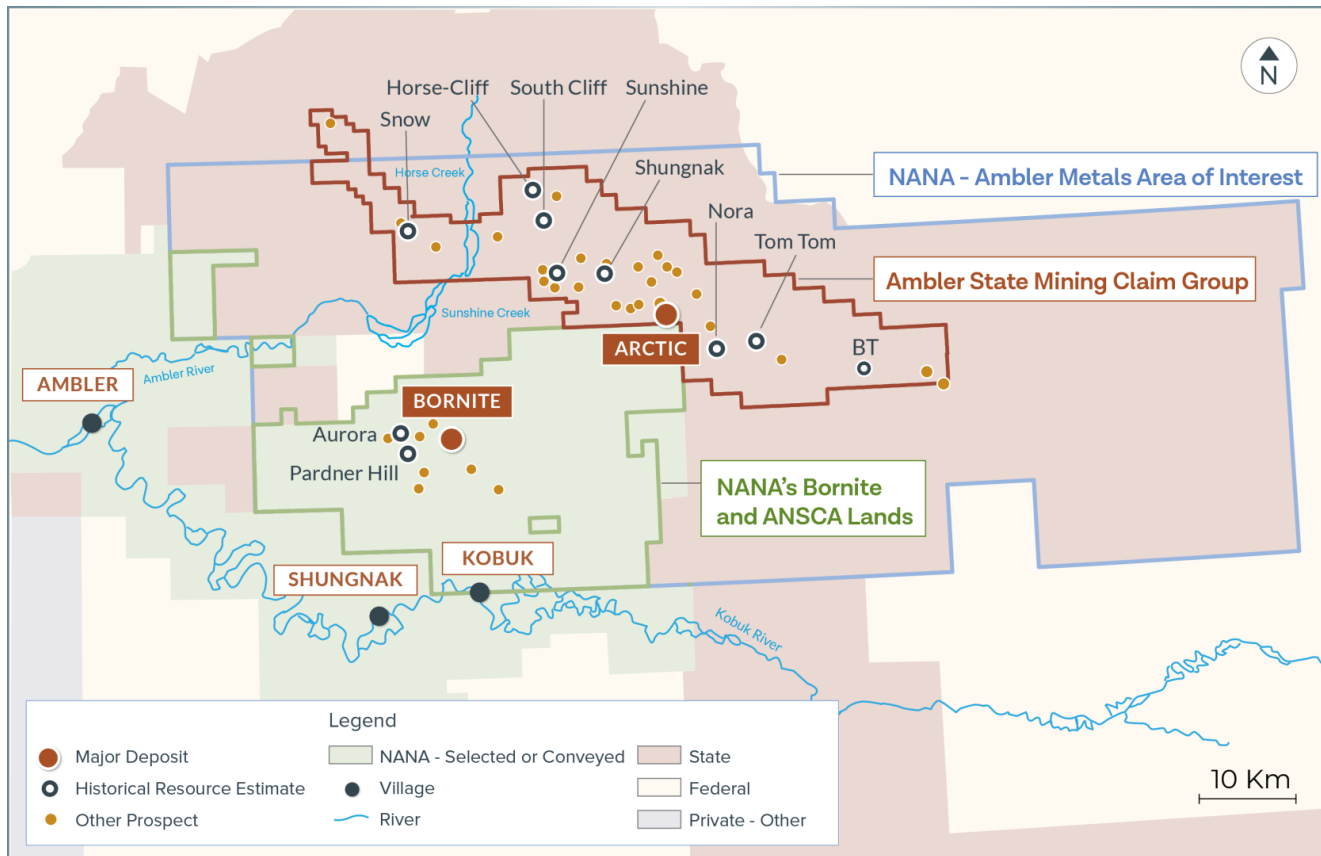 Horse-Cliff
South Cliff
Sunshine
N
Snow
Shungnak
Horse Creek
NANA - Ambler Metals Area of Interest
Nora
Tom Tom
Ambler State Mining Claim Group
Sunshine Creek
ARCTIC
BT
AMBLER
Ambler River
BORNITE
Aurora
Pardner Hill
NANA's Bornite
and ANSCA Lands
KOBUK
SHUNGNAK
Kobuk River
Legend
Major Deposit
NANA - Selected or Conveyed
State
Historical Resource Estimate
Village
Federal
Other Prospect
River
Private - Other
10 Km